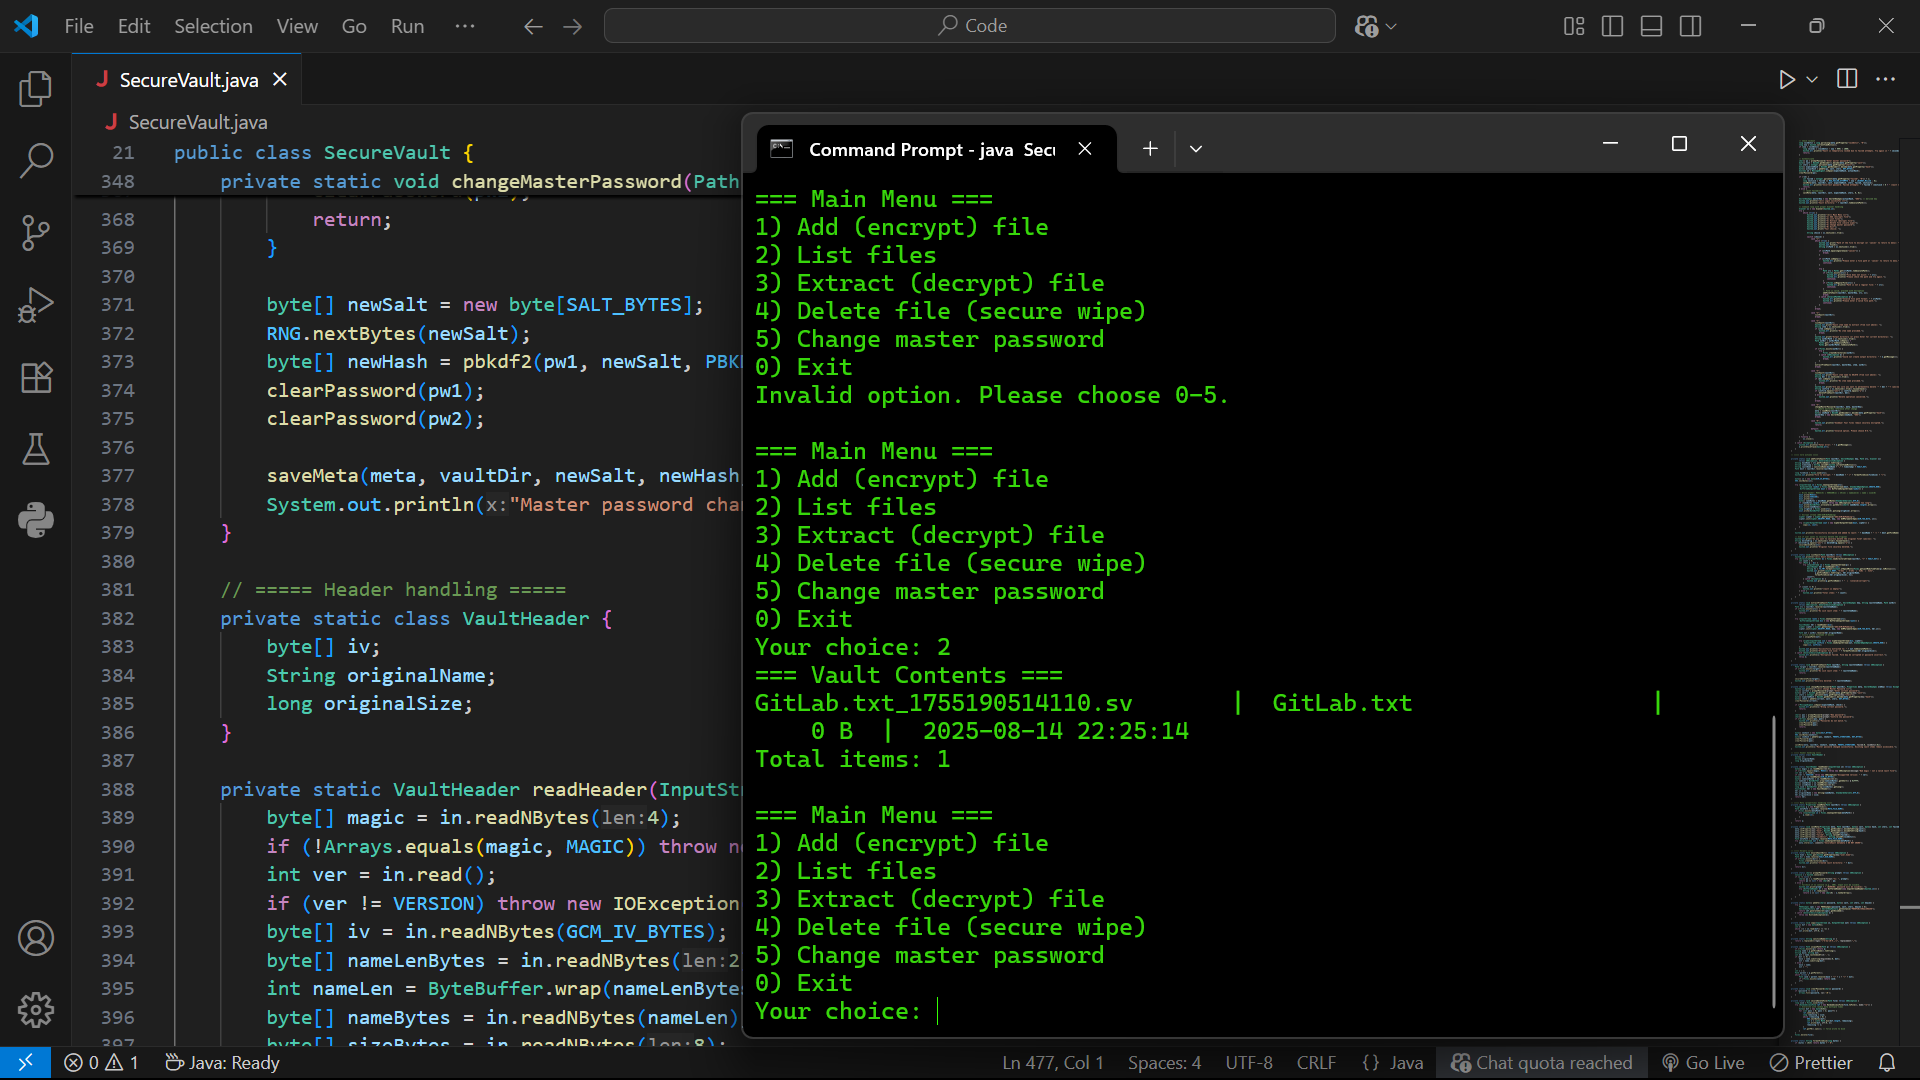 File Edit Selection View Go Run ··· Code
SecureVault.java
SecureVault.java
21 public class SecureVault {
348 private static void changeMasterPassword(Path
368 return;
369 }
370
371 byte[] newSalt = new byte[SALT_BYTES];
372 RNG.nextBytes(newSalt);
373 byte[] newHash = pbkdf2(pw1, newSalt, PBK
374 clearPassword(pw1);
375 clearPassword(pw2);
376
377 saveMeta(meta, vaultDir, newSalt, newHash
378 System.out.println(x: "Master password cha
379 }
380
381 // ===== Header handling =====
382 private static class VaultHeader {
383 byte[] iv;
384 String originalName;
385 long originalSize;
386 }
387
388 private static VaultHeader readHeader(InputSt
389 byte[] magic = in.readNBytes(len: 4);
390 if (!Arrays.equals(magic, MAGIC)) throw n
391 int ver = in.read();
392 if (ver != VERSION) throw new IOException
393 byte[] iv = in.readNBytes(GCM_IV_BYTES);
394 byte[] nameLenBytes = in.readNBytes(len: 2
395 int nameLen = ByteBuffer.wrap(nameLenByte
396 byte[] nameBytes = in.readNBytes(nameLen)
397 byte[] sizeBytes = in.readNBytes(len: 8);
Command Prompt - java Secu
=== Main Menu ===
1) Add (encrypt) file
2) List files
3) Extract (decrypt) file
4) Delete file (secure wipe)
5) Change master password
0) Exit
Invalid option. Please choose 0-5.
=== Main Menu ===
1) Add (encrypt) file
2) List files
3) Extract (decrypt) file
4) Delete file (secure wipe)
5) Change master password
0) Exit
Your choice: 2
=== Vault Contents ===
GitLab.txt_1755190514110.sv | GitLab.txt |
0 B | 2025-08-14 22:25:14
Total items: 1
=== Main Menu ===
1) Add (encrypt) file
2) List files
3) Extract (decrypt) file
4) Delete file (secure wipe)
5) Change master password
0) Exit
Your choice:
0 1 Java: Ready Ln 477, Col 1 Spaces: 4 UTF-8 CRLF {} Java Chat quota reached Go Live Prettier